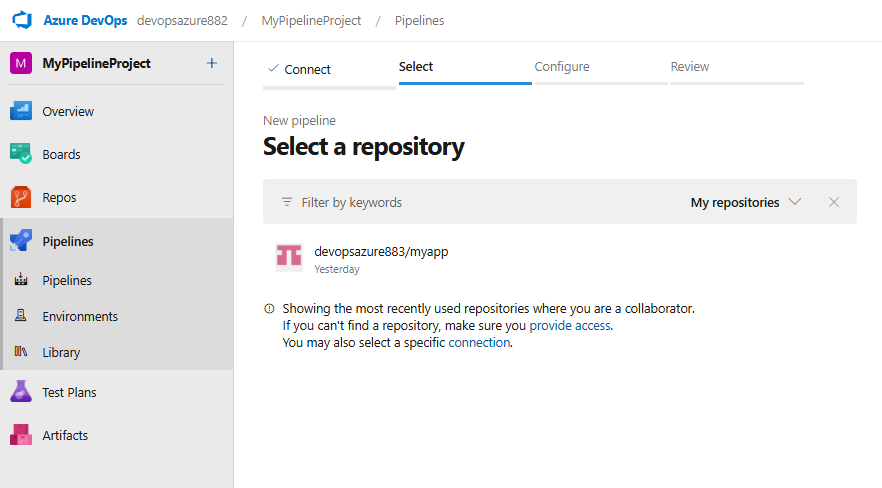 Azure DevOps devopsazure882 / MyPipelineProject / Pipelines
M MyPipelineProject +
Overview
Boards
Repos
Pipelines
Pipelines
Environments
Library
Test Plans
Artifacts
Connect Select Configure Review
New pipeline
Select a repository
Filter by keywords My repositories
devopsazure883/myapp
Yesterday
Showing the most recently used repositories where you are a collaborator.
If you can't find a repository, make sure you provide access.
You may also select a specific connection.